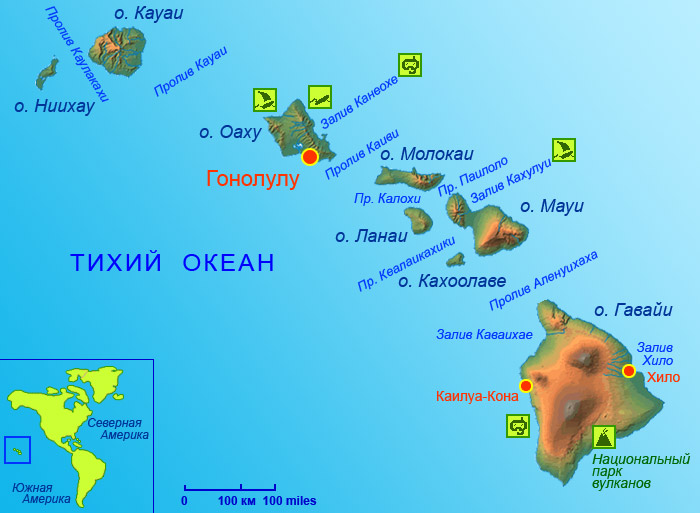 о. Кауаи
Пролив Каулакахи
Пролив Кауаи
о. Ниихау
Залив Канеохе
о. Оаху
Пролив Каиви
о. Молокаи
Гонолулу
Пр. Паилоло
Залив Кахулуи
Пр. Калохи
о. Мауи
о. Ланаи
Пр. Кеалаикахики
о. Кахоолаве
ТИХИЙ ОКЕАН
Пролив Аленуихаха
о. Гавайи
Залив Каваихае
Залив
Хило
Хило
Каилуа-Кона
Национальный
парк
вулканов
Северная
Америка
Южная
Америка
0 100 км 100 miles